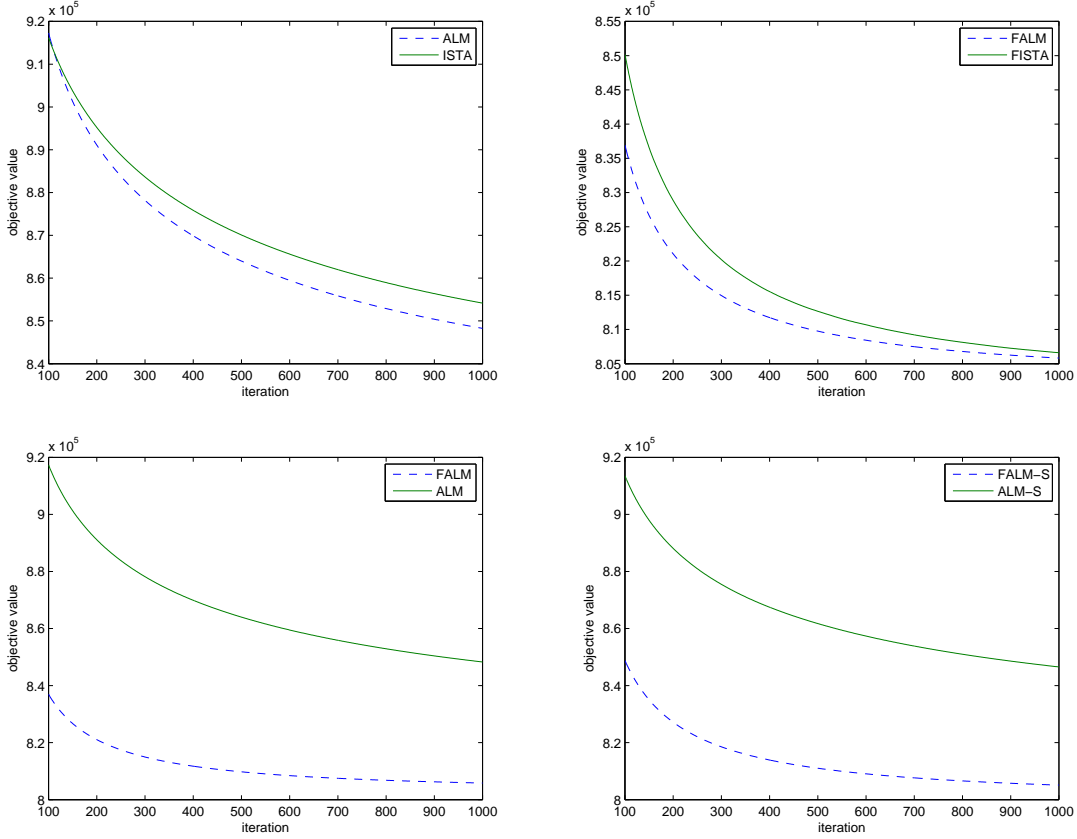 x 10^5
9.2
9.1
9
8.9
8.8
8.7
8.6
8.5
8.4
objective value
100 200 300 400 500 600 700 800 900 1000
iteration
ALM
ISTA
x 10^5
8.55
8.5
8.45
8.4
8.35
8.3
8.25
8.2
8.15
8.1
8.05
objective value
100 200 300 400 500 600 700 800 900 1000
iteration
FALM
FISTA
x 10^5
9.2
9
8.8
8.6
8.4
8.2
8
objective value
100 200 300 400 500 600 700 800 900 1000
iteration
FALM
ALM
x 10^5
9.2
9
8.8
8.6
8.4
8.2
8
objective value
100 200 300 400 500 600 700 800 900 1000
iteration
FALM−S
ALM−S